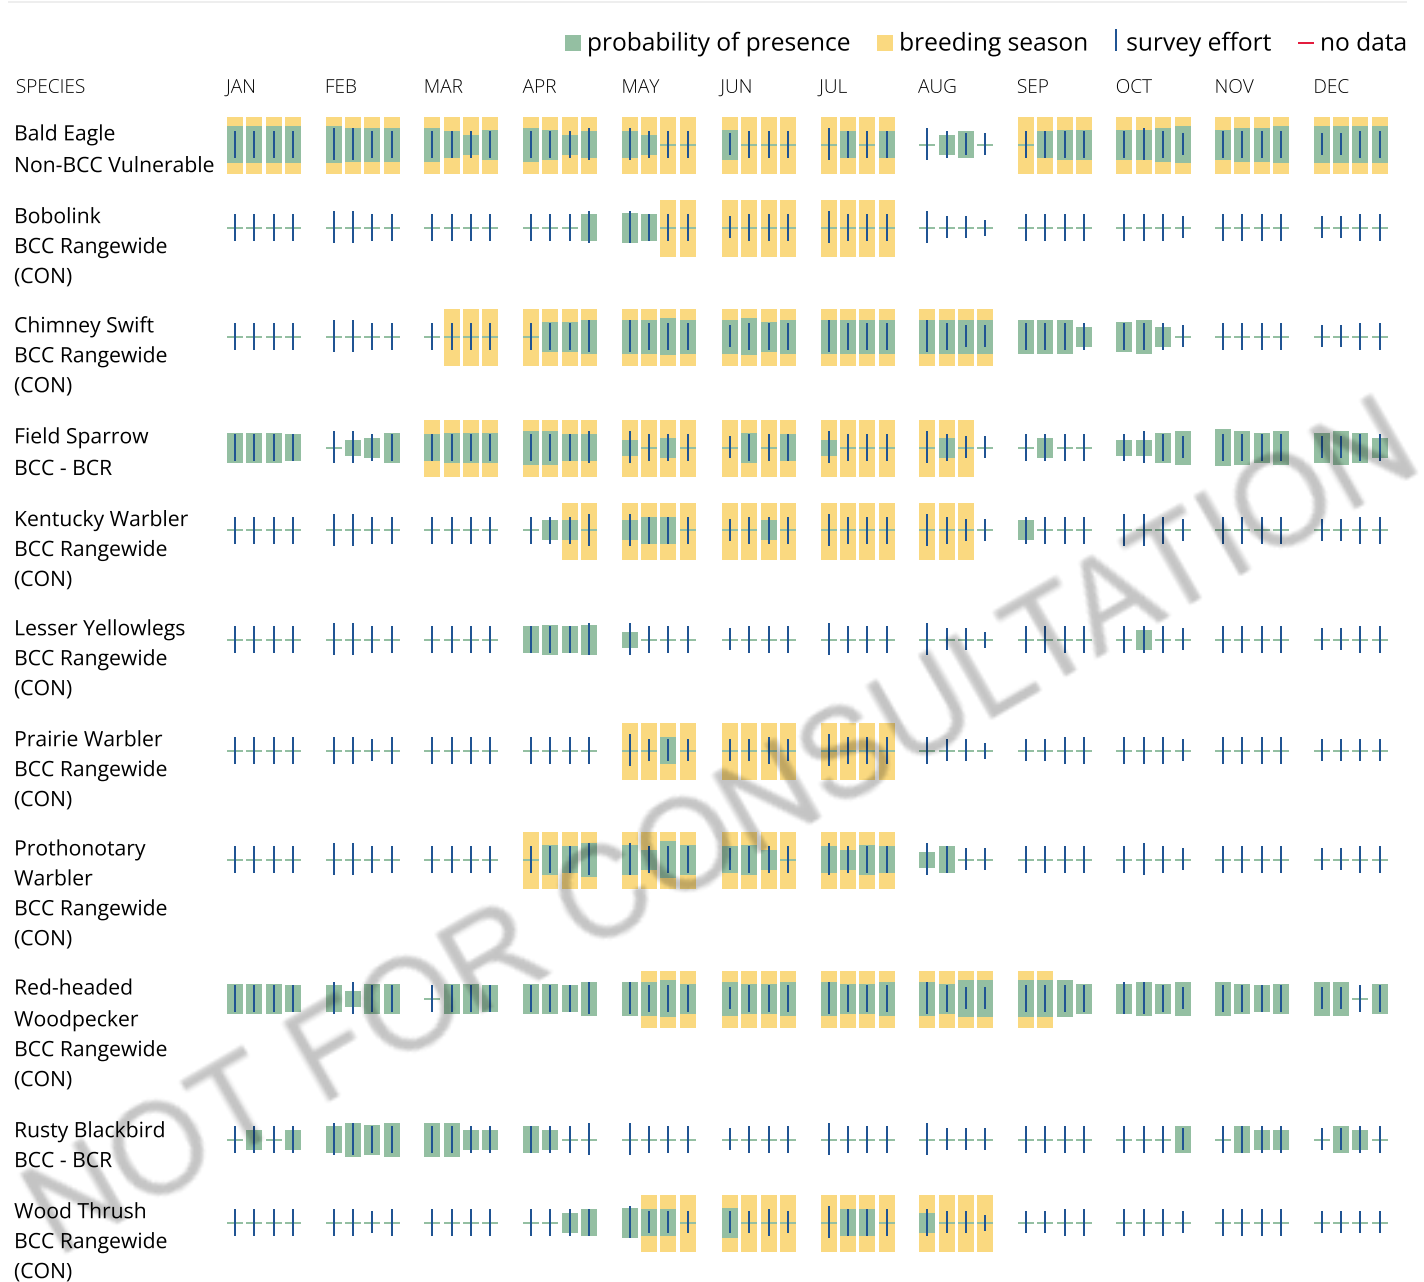 probability of presence breeding season survey effort no data
SPECIES JAN FEB MAR APR MAY JUN JUL AUG SEP OCT NOV DEC
Bald Eagle
Non-BCC Vulnerable
Bobolink
BCC Rangewide
(CON)
Chimney Swift
BCC Rangewide
(CON)
Field Sparrow
BCC - BCR
Kentucky Warbler
BCC Rangewide
(CON)
Lesser Yellowlegs
BCC Rangewide
(CON)
Prairie Warbler
BCC Rangewide
(CON)
Prothonotary
Warbler
BCC Rangewide
(CON)
Red-headed
Woodpecker
BCC Rangewide
(CON)
Rusty Blackbird
BCC - BCR
Wood Thrush
BCC Rangewide
(CON)
NOT FOR CONSULTATION